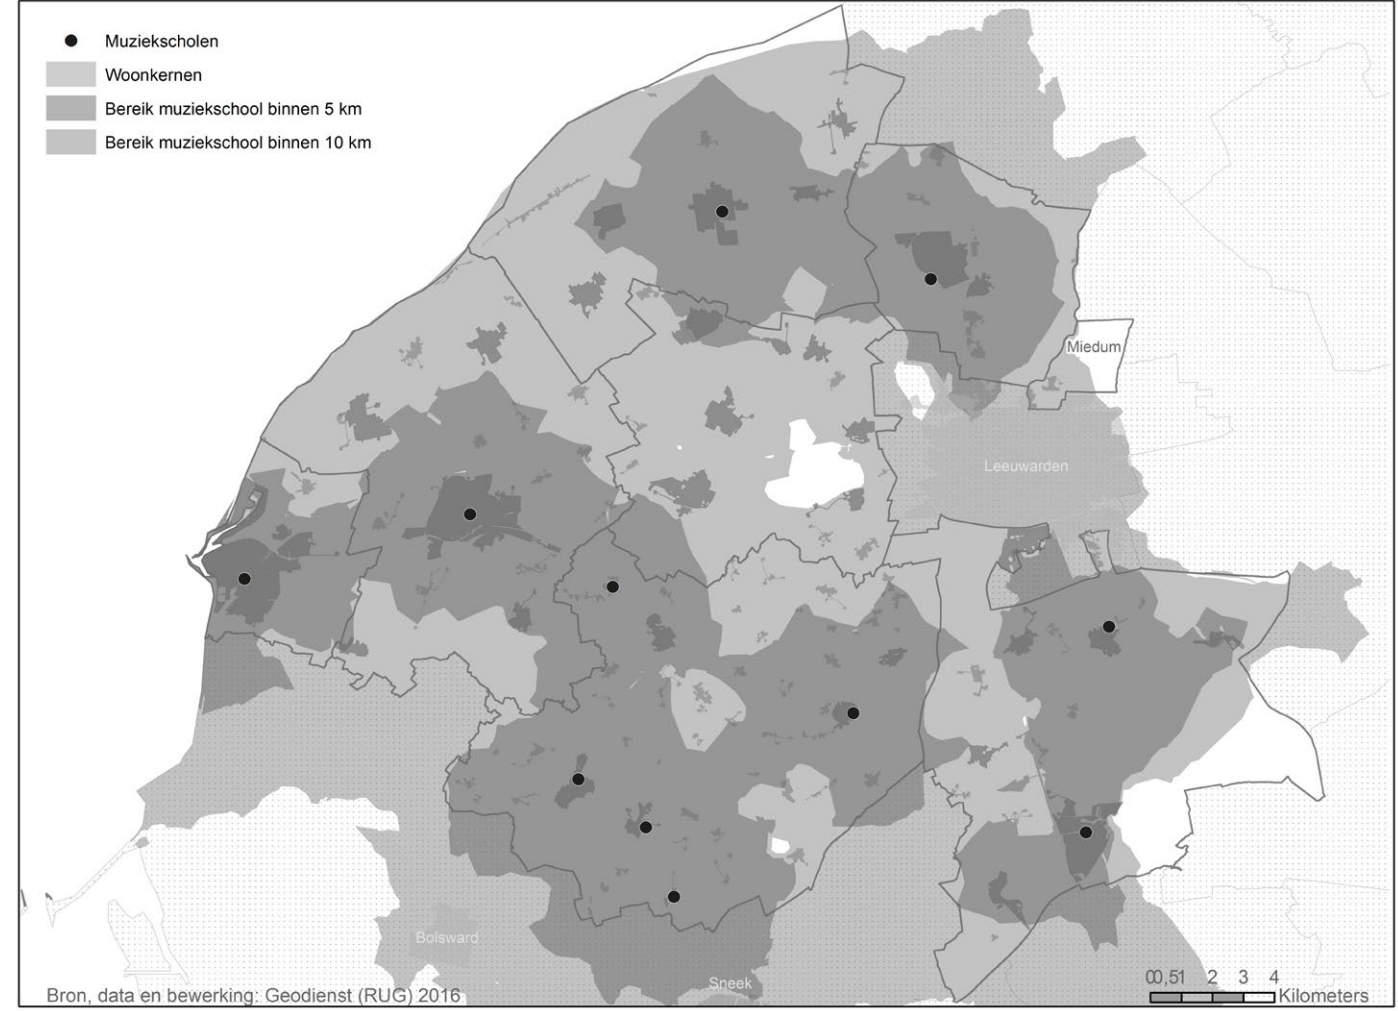 Muziekscholen
Woonkernen
Bereik muziekschool binnen 5 km
Bereik muziekschool binnen 10 km
Miedum
Leeuwarden
Bolsward
Sneek
00,51 2 3 4
Kilometers
Bron, data en bewerking: Geodienst (RUG) 2016